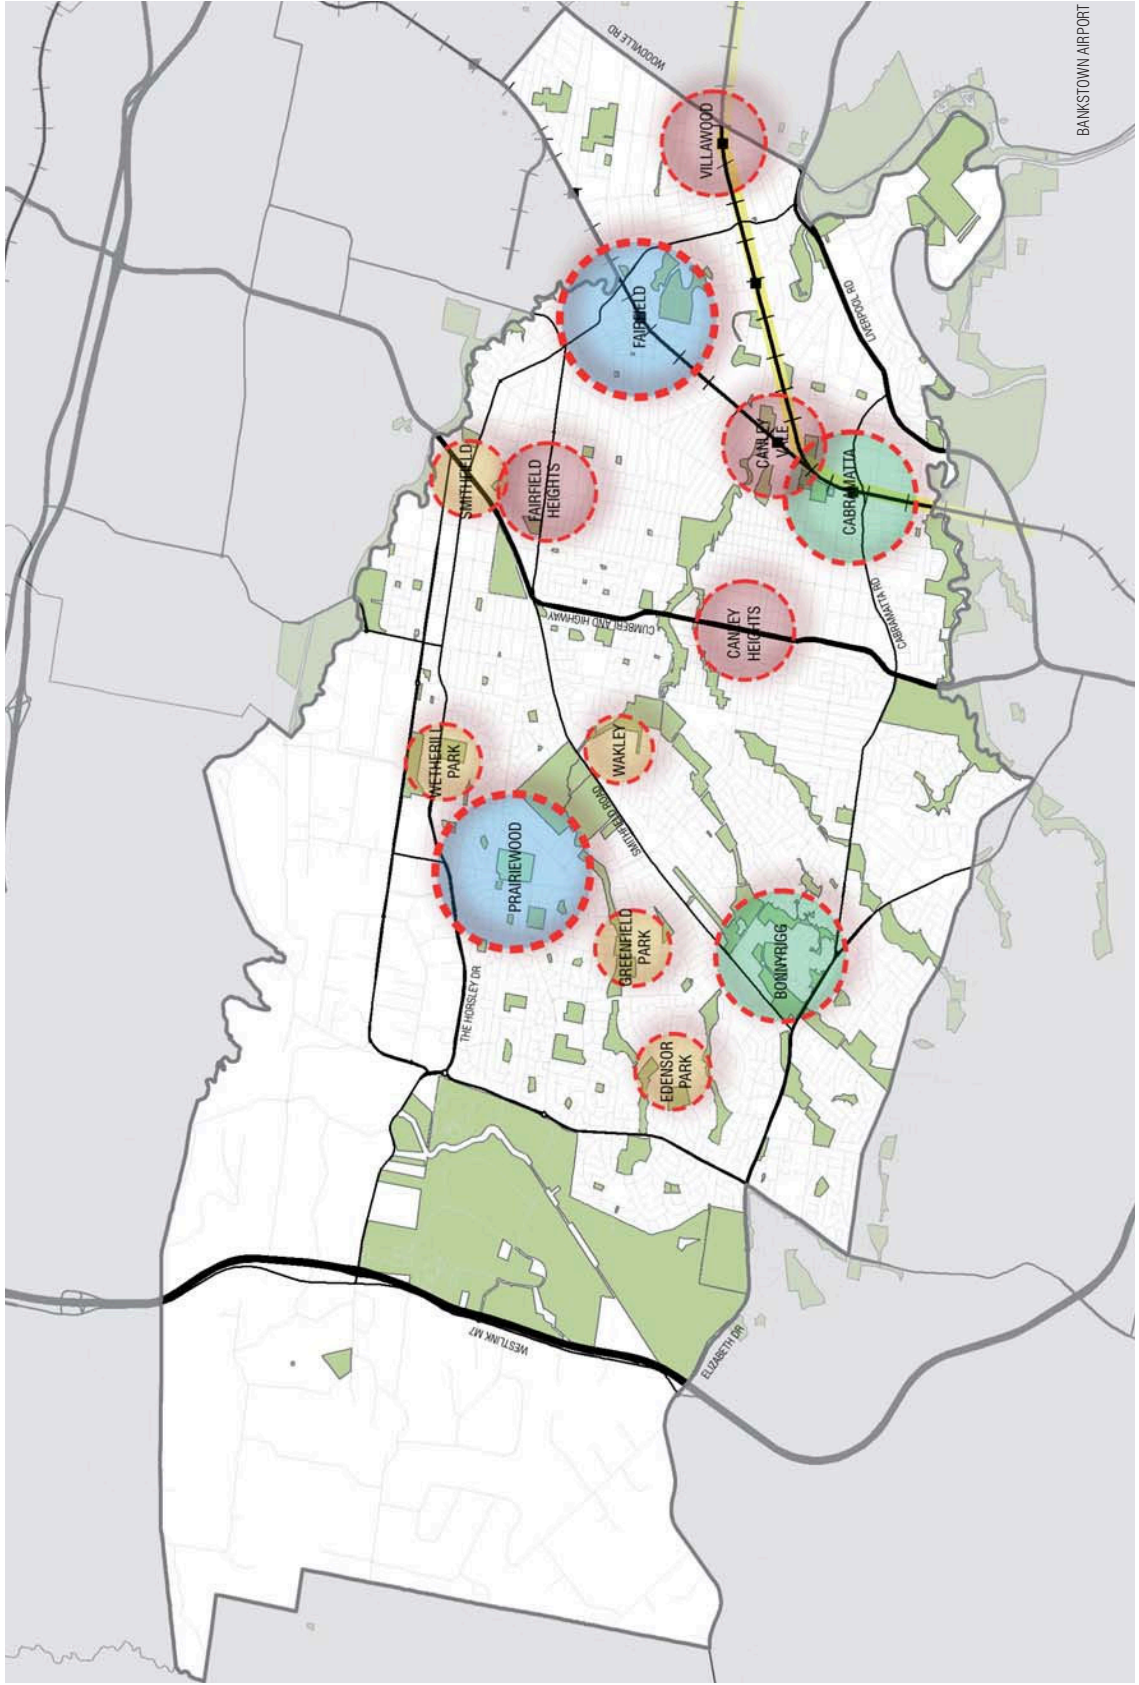 BANKSTOWN AIRPORT
WOODVILLE RD
VILLAWOOD
FAIRFIELD
LIVERPOOL RD
SMITHFIELD
FAIRFIELD
HEIGHTS
CANLEY
VALE
CABRAMATTA
CUMBERLAND HIGHWAY
CANLEY
HEIGHTS
CABRAMATTA RD
WETHERILL
PARK
WAKLEY
SMITHFIELD ROAD
PRAIRIEWOOD
GREENFIELD
PARK
BONNYRIGG
THE HORSLEY DR
EDENSOR
PARK
WESTLINK M7
ELIZABETH DR